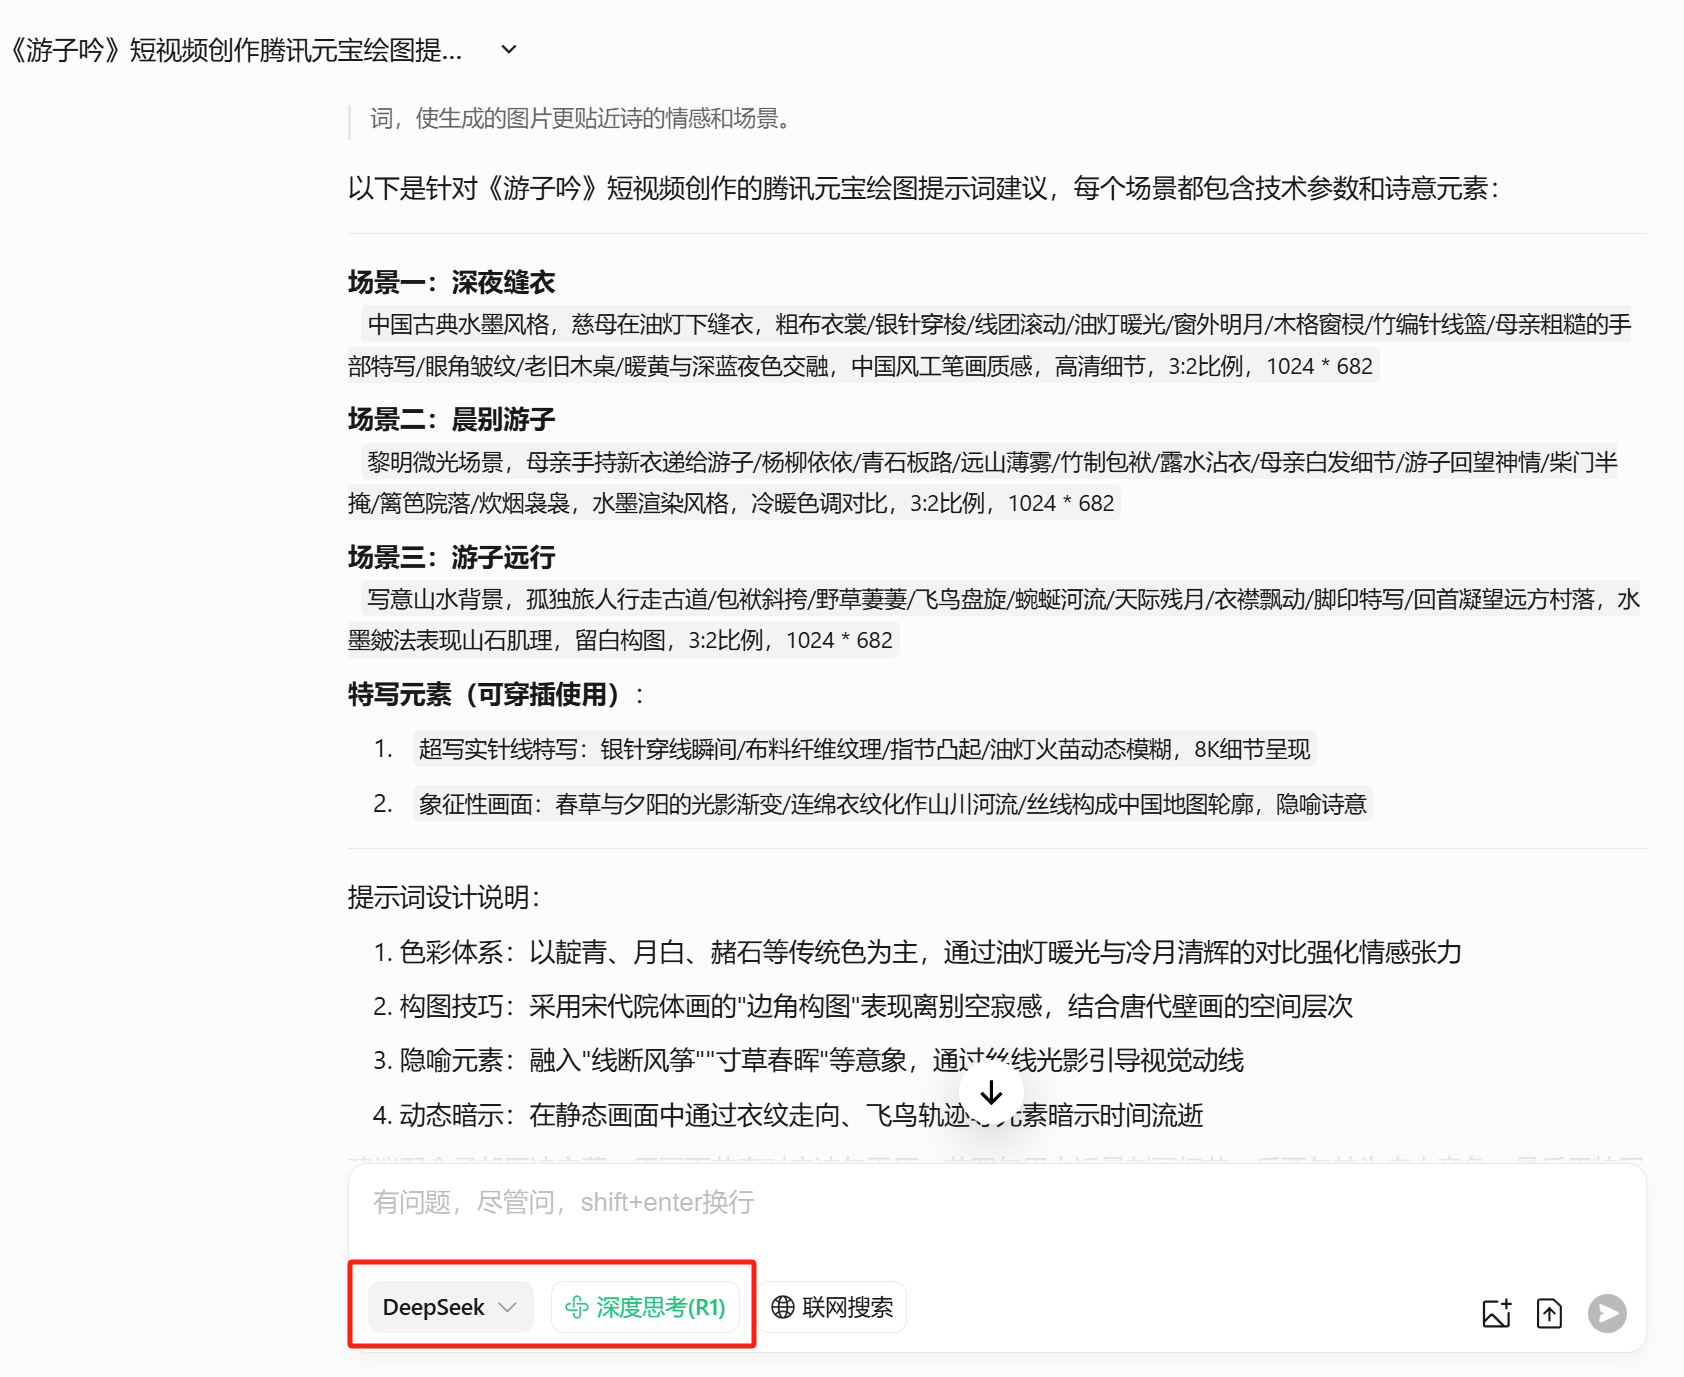 《游子吟》短视频创作腾讯元宝绘图提...
词，使生成的图片更贴近诗的情感和场景。
以下是针对《游子吟》短视频创作的腾讯元宝绘图提示词建议，每个场景都包含技术参数和诗意元素：
场景一：深夜缝衣
中国古典水墨风格，慈母在油灯下缝衣，粗布衣裳/银针穿梭/线团滚动/油灯暖光/窗外明月/木格窗棂/竹编针线篮/母亲粗糙的手
部特写/眼角皱纹/老旧木桌/暖黄与深蓝夜色交融，中国风工笔画质感，高清细节，3:2比例，1024 * 682
场景二：晨别游子
黎明微光场景，母亲手持新衣递给游子/杨柳依依/青石板路/远山薄雾/竹制包袱/露水沾衣/母亲白发细节/游子回望神情/柴门半
掩/篱笆院落/炊烟袅袅，水墨渲染风格，冷暖色调对比，3:2比例，1024 * 682
场景三：游子远行
写意山水背景，孤独旅人行走古道/包袱斜挎/野草萋萋/飞鸟盘旋/蜿蜒河流/天际残月/衣襟飘动/脚印特写/回首凝望远方村落，水
墨皴法表现山石肌理，留白构图，3:2比例，1024 * 682
特写元素（可穿插使用）：
1. 超写实针线特写：银针穿线瞬间/布料纤维纹理/指节凸起/油灯火苗动态模糊，8K细节呈现
2. 象征性画面：春草与夕阳的光影渐变/连绵衣纹化作山川河流/丝线构成中国地图轮廓，隐喻诗意
提示词设计说明：
1. 色彩体系：以靛青、月白、赭石等传统色为主，通过油灯暖光与冷月清辉的对比强化情感张力
2. 构图技巧：采用宋代院体画的"边角构图"表现离别空寂感，结合唐代壁画的空间层次
3. 隐喻元素：融入"线断风筝""寸草春晖"等意象，通过丝线光影引导视觉动线
4. 动态暗示：在静态画面中通过衣纹走向、飞鸟轨迹等元素暗示时间流逝
有问题，尽管问，shift+enter换行
DeepSeek 深度思考(R1) 联网搜索